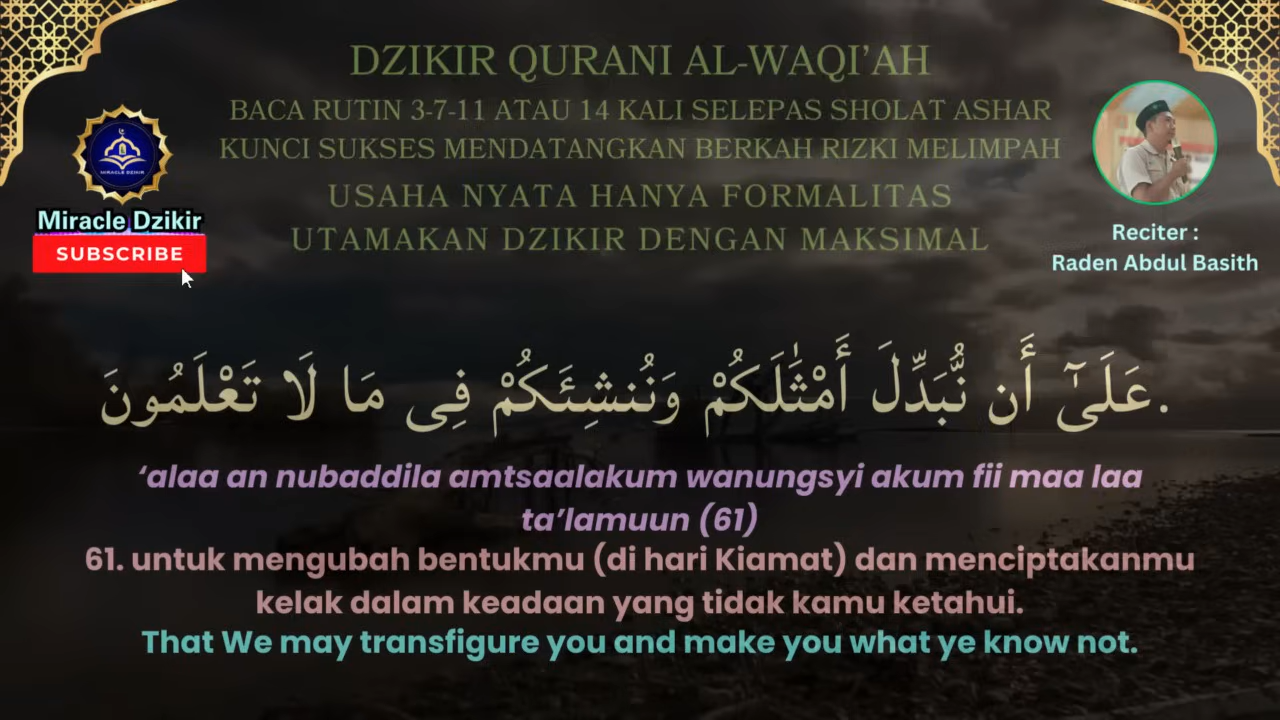 DZIKIR QURANI AL-WAQI'AH
BACA RUTIN 3-7-11 ATAU 14 KALI SELEPAS SHOLAT ASHAR
KUNCI SUKSES MENDATANGKAN BERKAH RIZKI MELIMPAH
USAHA NYATA HANYA FORMALITAS
UTAMAKAN DZIKIR DENGAN MAKSIMAL
MIRACLE DZIKIR
Miracle Dzikir
SUBSCRIBE
Reciter :
Raden Abdul Basith
عَلَىٰٓ أَن نُّبَدِّلَ أَمْثَٰلَكُمْ وَنُنشِئَكُمْ فِى مَا لَا تَعْلَمُونَ.
‘alaa an nubaddila amtsaalakum wanungsyi akum fii maa laa
ta’lamuun (61)
61. untuk mengubah bentukmu (di hari Kiamat) dan menciptakanmu
kelak dalam keadaan yang tidak kamu ketahui.
That We may transfigure you and make you what ye know not.